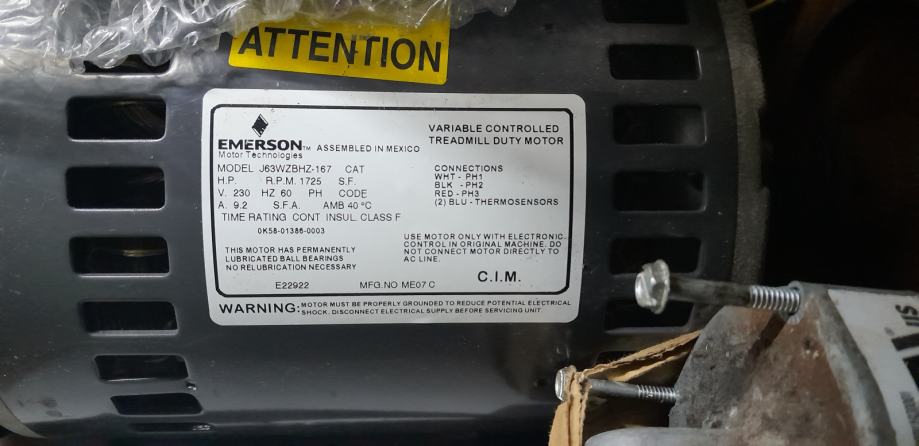 ATTENTION
EMERSON™ ASSEMBLED IN MEXICO
Motor Technologies
VARIABLE CONTROLLED
TREADMILL DUTY MOTOR
MODEL J63WZBHZ-167 CAT
H.P. R.P.M. 1725 S.F.
V. 230 HZ 60 PH CODE
A. 9.2 S.F.A. AMB 40 °C
TIME RATING CONT INSUL. CLASS F
0K58-01386-0003
CONNECTIONS
WHT - PH1
BLK - PH2
RED - PH3
(2) BLU - THERMOSENSORS
THIS MOTOR HAS PERMANENTLY
LUBRICATED BALL BEARINGS
NO RELUBRICATION NECESSARY
USE MOTOR ONLY WITH ELECTRONIC
CONTROL IN ORIGINAL MACHINE. DO
NOT CONNECT MOTOR DIRECTLY TO
AC LINE.
E22922 MFG.NO ME07 C
C.I.M.
WARNING: MOTOR MUST BE PROPERLY GROUNDED TO REDUCE POTENTIAL ELECTRICAL
SHOCK. DISCONNECT ELECTRICAL SUPPLY BEFORE SERVICING UNIT.